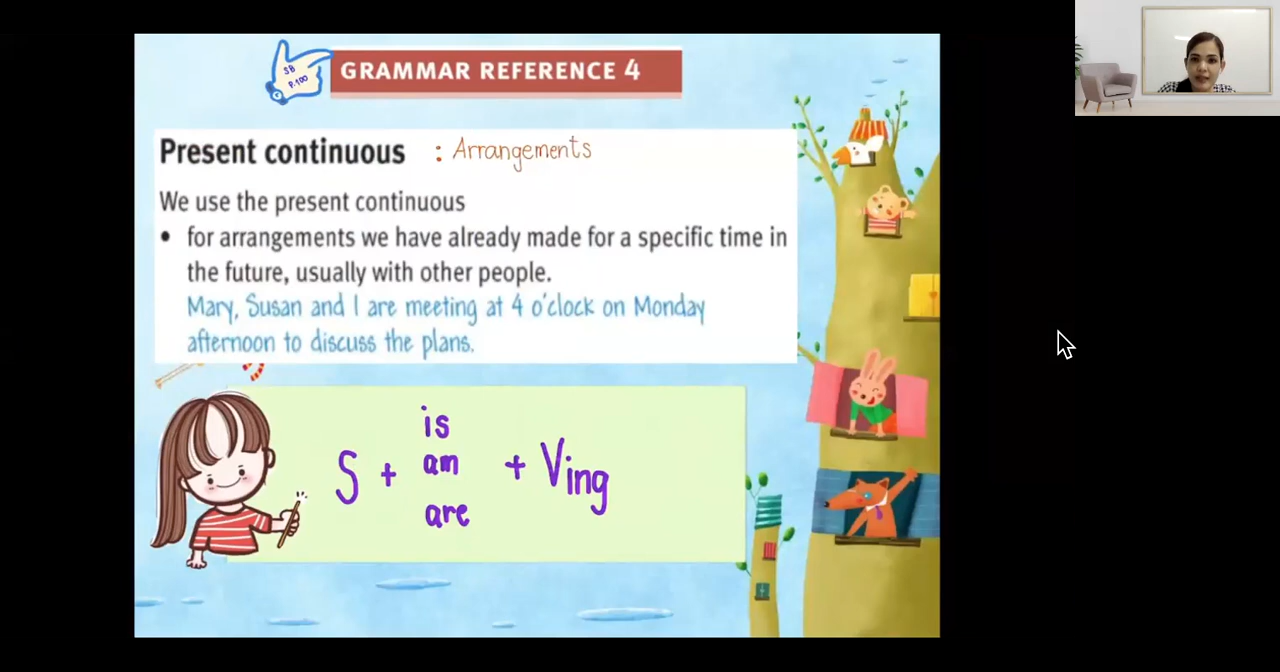 SB
P.100
GRAMMAR REFERENCE 4
Present continuous : Arrangements
We use the present continuous
• for arrangements we have already made for a specific time in
the future, usually with other people.
Mary, Susan and I are meeting at 4 o'clock on Monday
afternoon to discuss the plans.
is
S + am + Ving
are